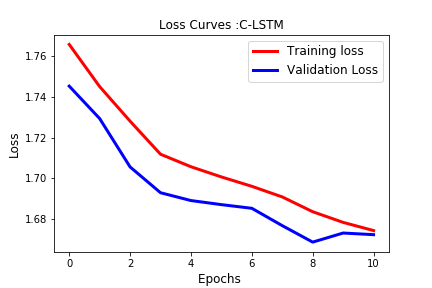 Loss Curves :C-LSTM
Training loss
Validation Loss
1.76
1.74
1.72
1.70
1.68
Loss
0 2 4 6 8 10
Epochs